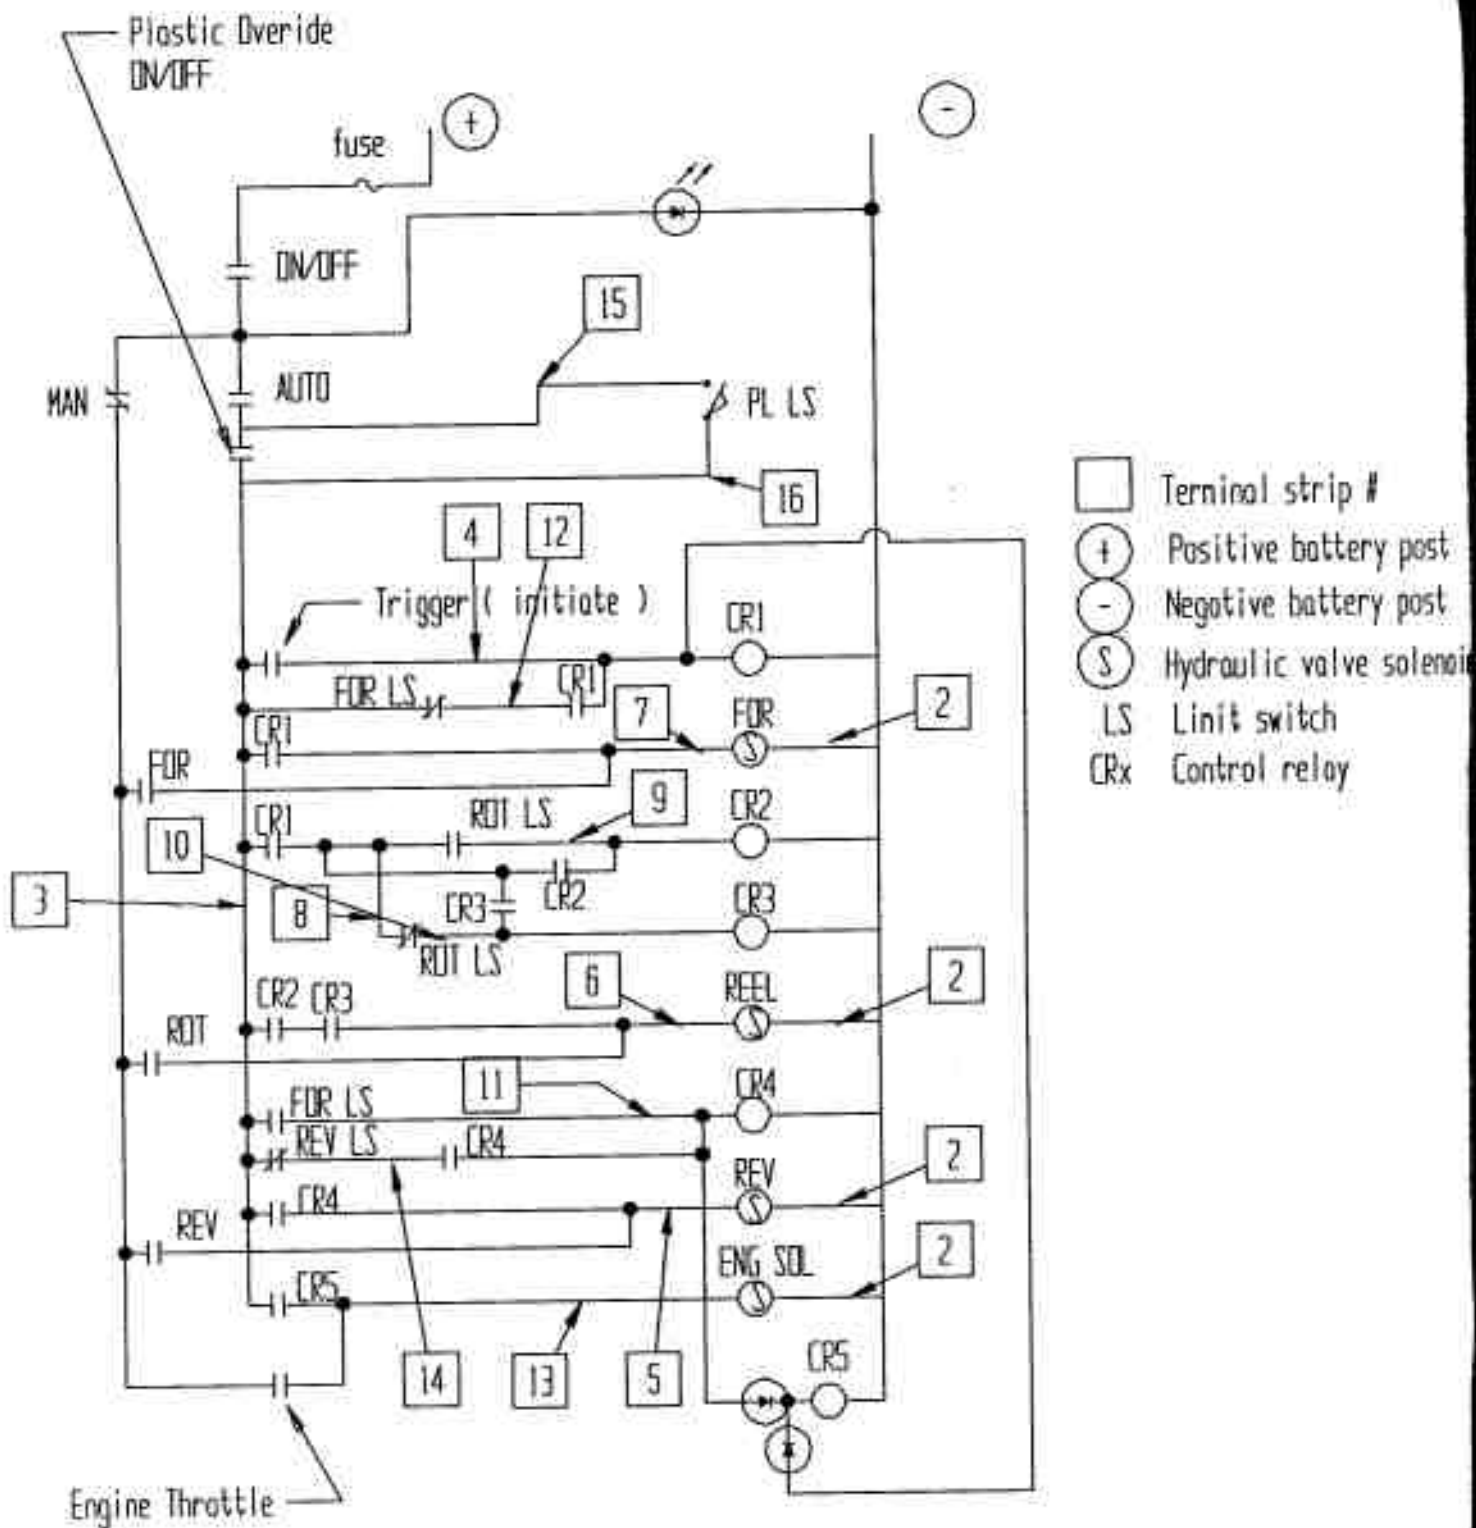 Plastic Overide
ON/OFF
+
-
fuse
ON/OFF
15
MAN
AUTO
PL LS
16
Terninal strip #
+ Positive battery post
- Negative battery post
S Hydraulic valve solenoi
LS Linit switch
CRx Control relay
4
12
Trigger ( initiate )
CR1
FOR LS
CR1
7
FOR
2
CR1
S
FOR
9
CR2
ROT LS
CR1
10
3
8
CR3
CR2
CR3
ROT LS
6
REEL
2
CR2 CR3
S
ROT
11
CR4
FOR LS
REV LS
CR4
2
REV
CR4
S
REV
2
ENG SOL
CR5
S
14
13
5
CR5
Engine Throttle